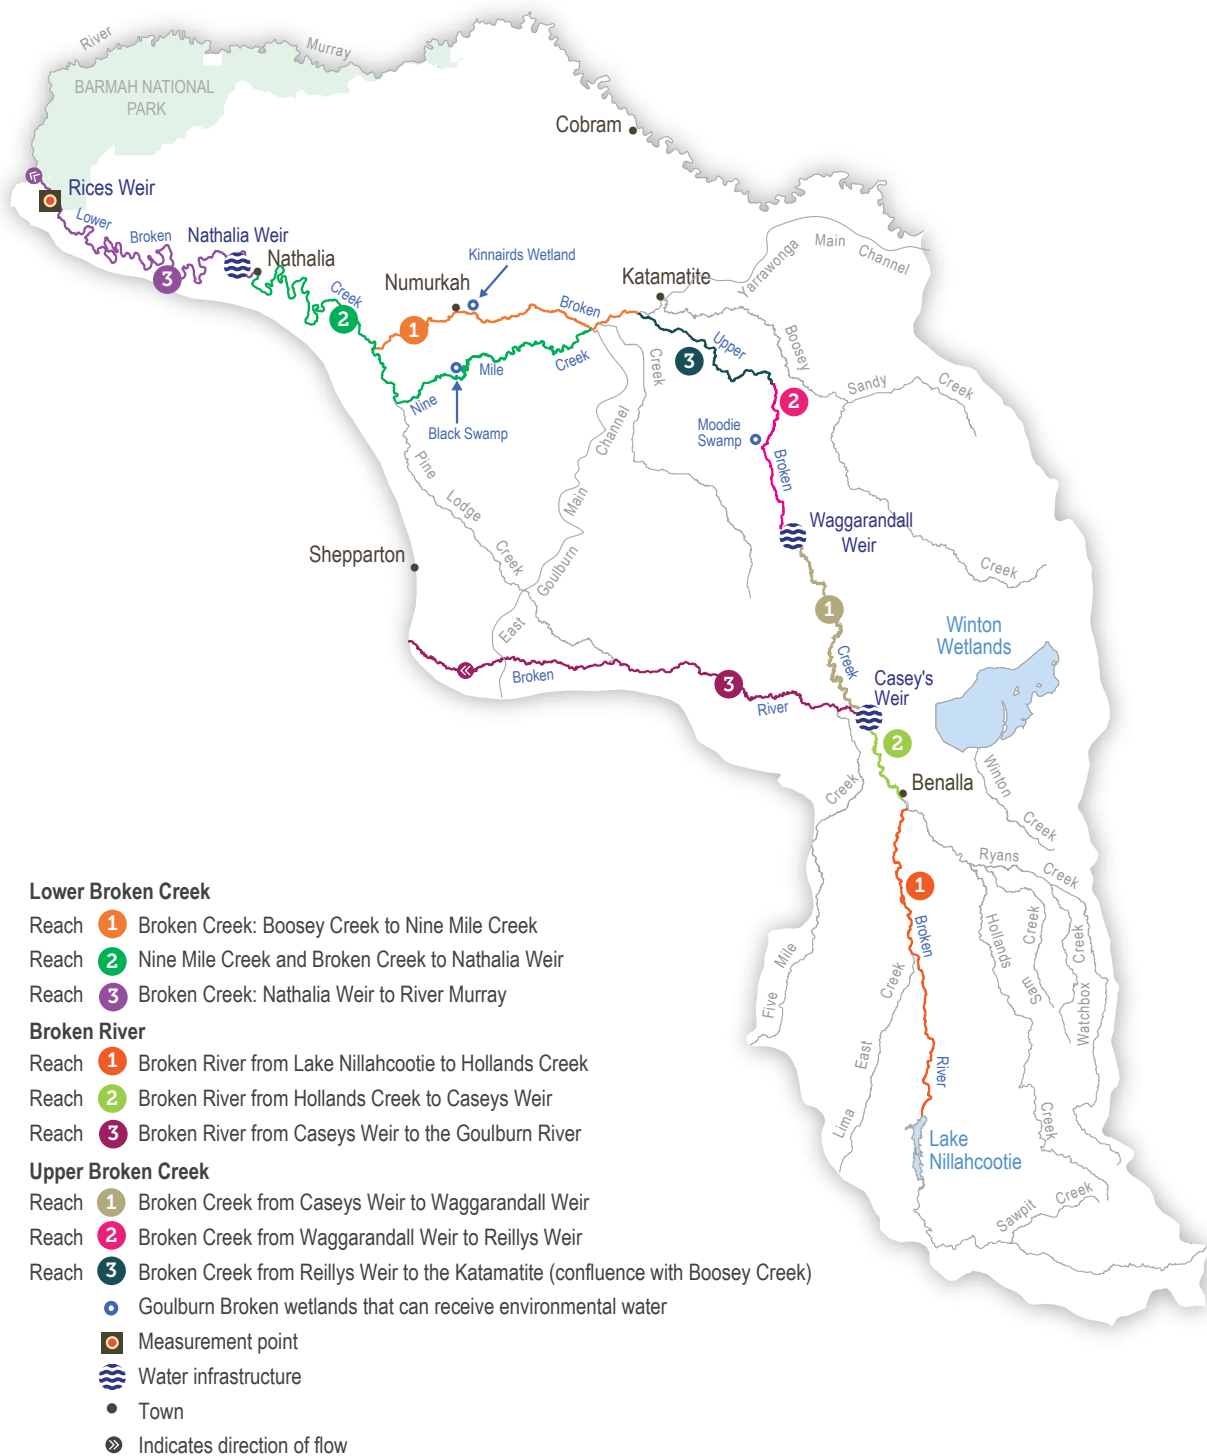 River
Murray
BARMAH NATIONAL
PARK
Cobram
Rices Weir
Lower
Broken
Nathalia Weir
Nathalia
3
Creek
2
Kinnairds Wetland
Numurkah
1
Broken
Katamatite
Yarrawonga
Main
Channel
Nine
Mile
Creek
Black Swamp
Creek
Upper
3
Boosey
Sandy
Creek
2
Moodie
Swamp
Broken
Channel
Main
Goulburn
East
Pine
Lodge
Creek
Waggarandall
Weir
Creek
Shepparton
1
Creek
Winton
Wetlands
Casey's
Weir
Broken
3
River
2
Benalla
Winton
Creek
Creek
Mile
Five
Ryans
Creek
1
Broken
River
Hollands
Creek
Sam
Creek
Creek
Watchbox
Creek
East
Lima
Lake
Nillahcootie
Sawpit
Creek
Lower Broken Creek
Reach 1 Broken Creek: Boosey Creek to Nine Mile Creek
Reach 2 Nine Mile Creek and Broken Creek to Nathalia Weir
Reach 3 Broken Creek: Nathalia Weir to River Murray
Broken River
Reach 1 Broken River from Lake Nillahcootie to Hollands Creek
Reach 2 Broken River from Hollands Creek to Caseys Weir
Reach 3 Broken River from Caseys Weir to the Goulburn River
Upper Broken Creek
Reach 1 Broken Creek from Caseys Weir to Waggarandall Weir
Reach 2 Broken Creek from Waggarandall Weir to Reillys Weir
Reach 3 Broken Creek from Reillys Weir to the Katamatite (confluence with Boosey Creek)
Goulburn Broken wetlands that can receive environmental water
Measurement point
Water infrastructure
Town
Indicates direction of flow